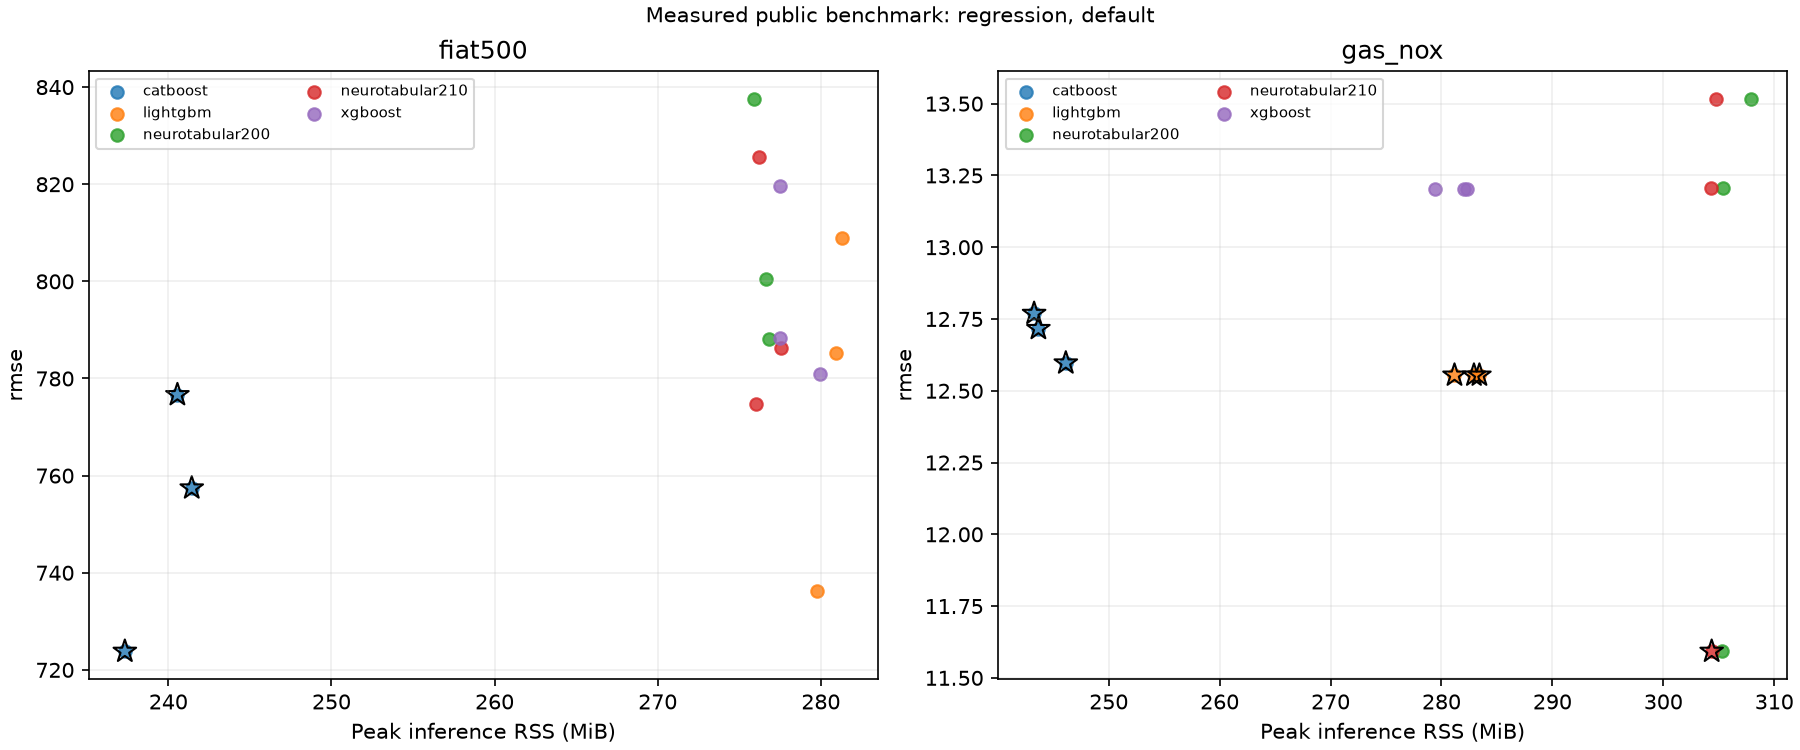 Measured public benchmark: regression, default
fiat500
catboost
lightgbm
neurotabular200
neurotabular210
xgboost
840
820
800
780
760
740
720
rmse
240
250
260
270
280
Peak inference RSS (MiB)
gas_nox
catboost
lightgbm
neurotabular200
neurotabular210
xgboost
13.50
13.25
13.00
12.75
12.50
12.25
12.00
11.75
11.50
rmse
250
260
270
280
290
300
310
Peak inference RSS (MiB)